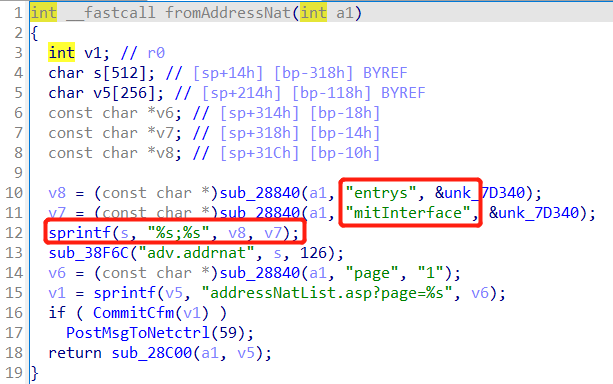 1 int __fastcall fromAddressNat(int a1)
2 {
3 int v1; // r0
4 char s[512]; // [sp+14h] [bp-318h] BYREF
5 char v5[256]; // [sp+214h] [bp-118h] BYREF
6 const char *v6; // [sp+314h] [bp-18h]
7 const char *v7; // [sp+318h] [bp-14h]
8 const char *v8; // [sp+31Ch] [bp-10h]
9
10 v8 = (const char *)sub_28840(a1, "entrys", &unk_7D340);
11 v7 = (const char *)sub_28840(a1, "mitInterface", &unk_7D340);
12 sprintf(s, "%s;%s", v8, v7);
13 sub_38F6C("adv.addrnat", s, 126);
14 v6 = (const char *)sub_28840(a1, "page", "1");
15 v1 = sprintf(v5, "addressNatList.asp?page=%s", v6);
16 if ( CommitCfm(v1) )
17 PostMsgToNetctrl(59);
18 return sub_28C00(a1, v5);
19 }